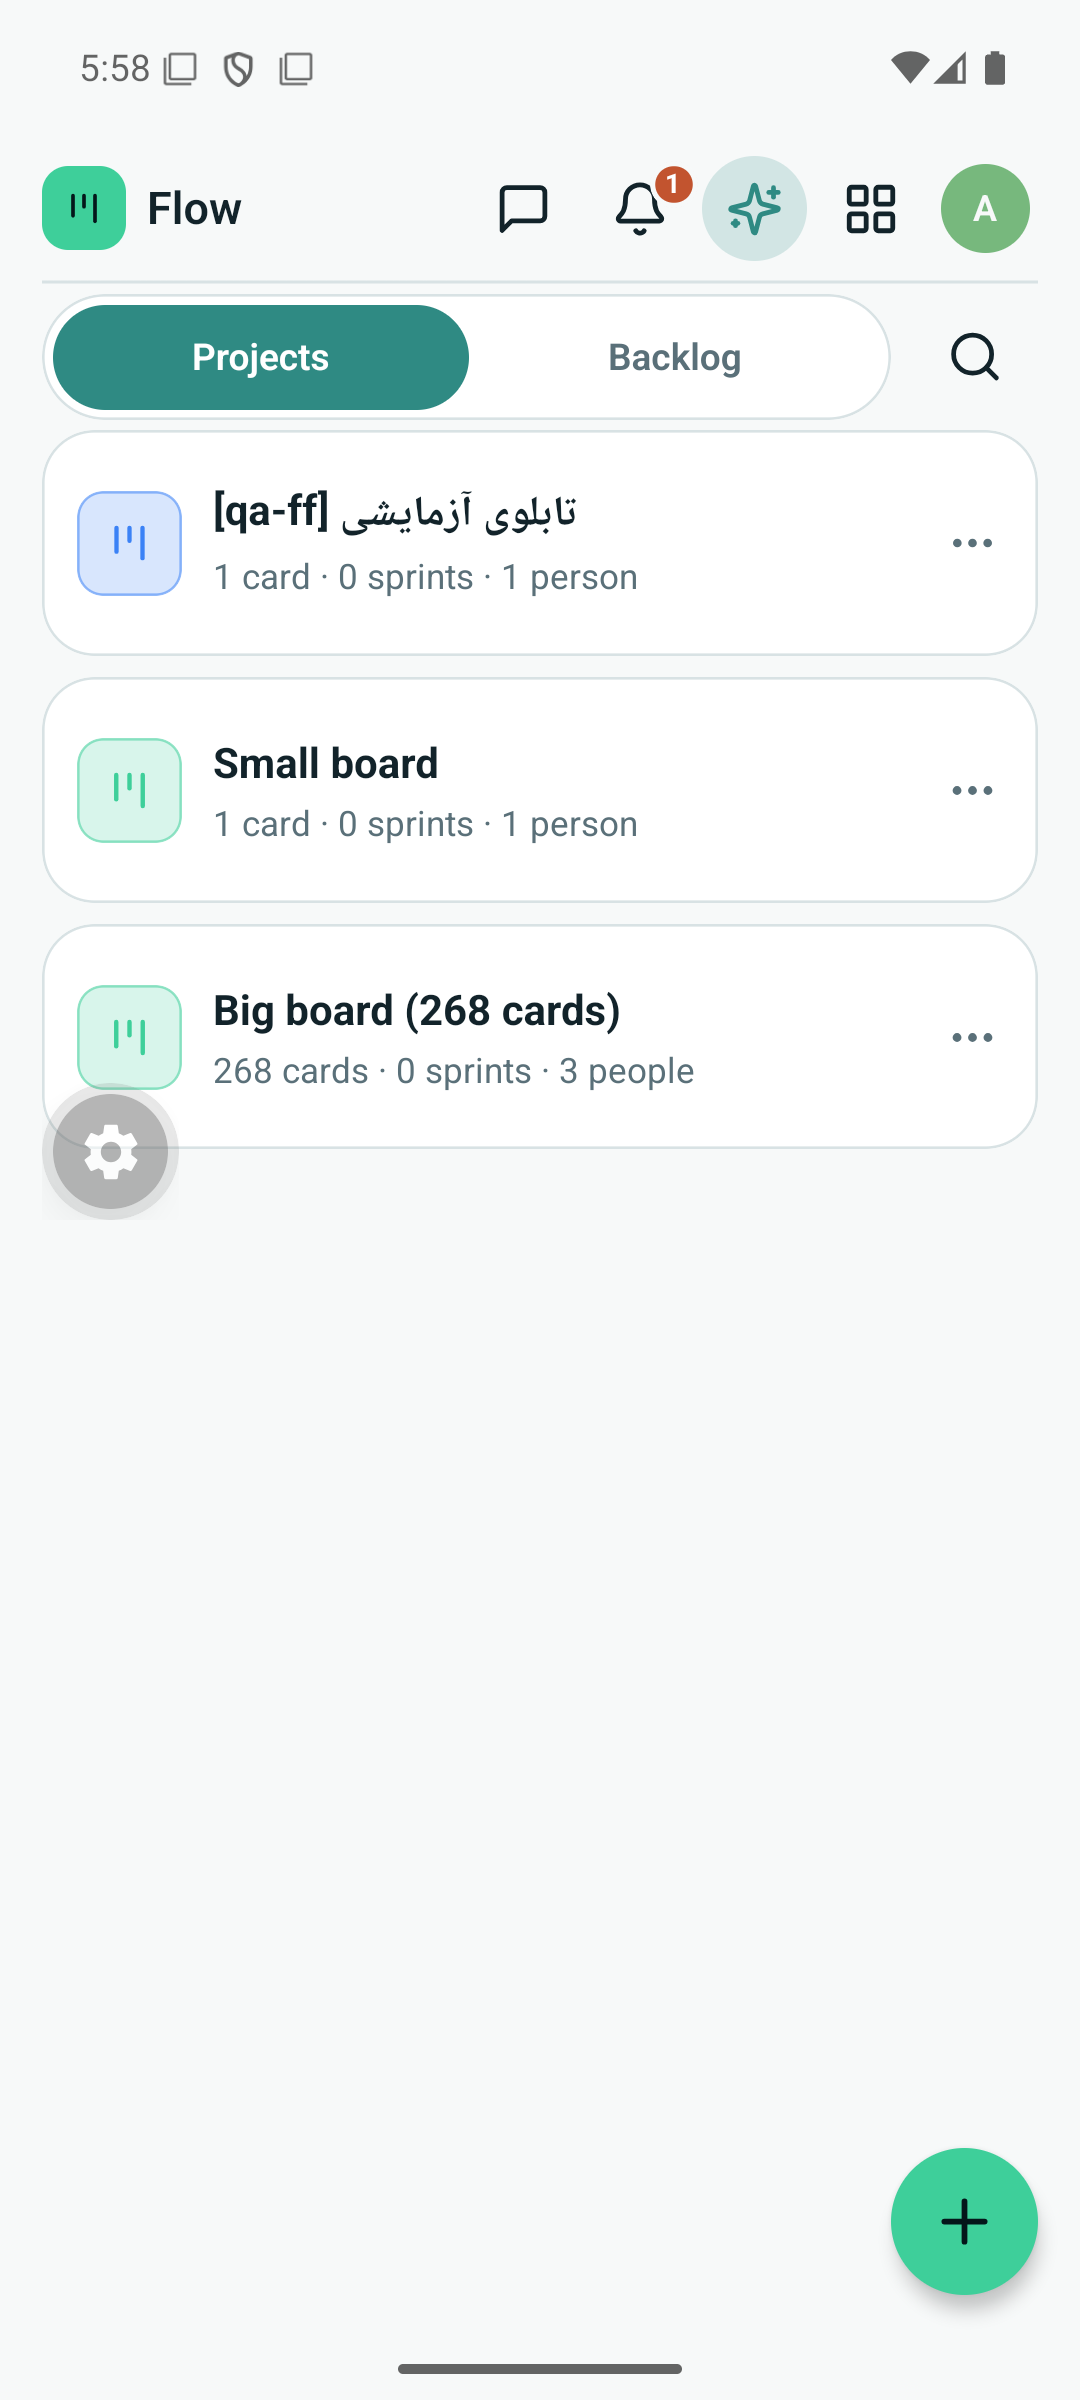 5:58
Flow
1
A
Projects
Backlog
[qa-ff] تابلوی آزمایشی
1 card · 0 sprints · 1 person
Small board
1 card · 0 sprints · 1 person
Big board (268 cards)
268 cards · 0 sprints · 3 people